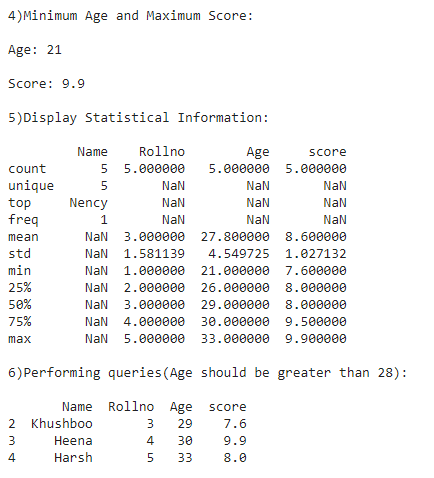 4)Minimum Age and Maximum Score:
Age: 21
Score: 9.9
5)Display Statistical Information:
Name Rollno Age score
count 5 5.000000 5.000000 5.000000
unique 5 NaN NaN NaN
top Nency NaN NaN NaN
freq 1 NaN NaN NaN
mean NaN 3.000000 27.800000 8.600000
std NaN 1.581139 4.549725 1.027132
min NaN 1.000000 21.000000 7.600000
25% NaN 2.000000 26.000000 8.000000
50% NaN 3.000000 29.000000 8.000000
75% NaN 4.000000 30.000000 9.500000
max NaN 5.000000 33.000000 9.900000
6)Performing queries(Age should be greater than 28):
Name Rollno Age score
2 Khushboo 3 29 7.6
3 Heena 4 30 9.9
4 Harsh 5 33 8.0